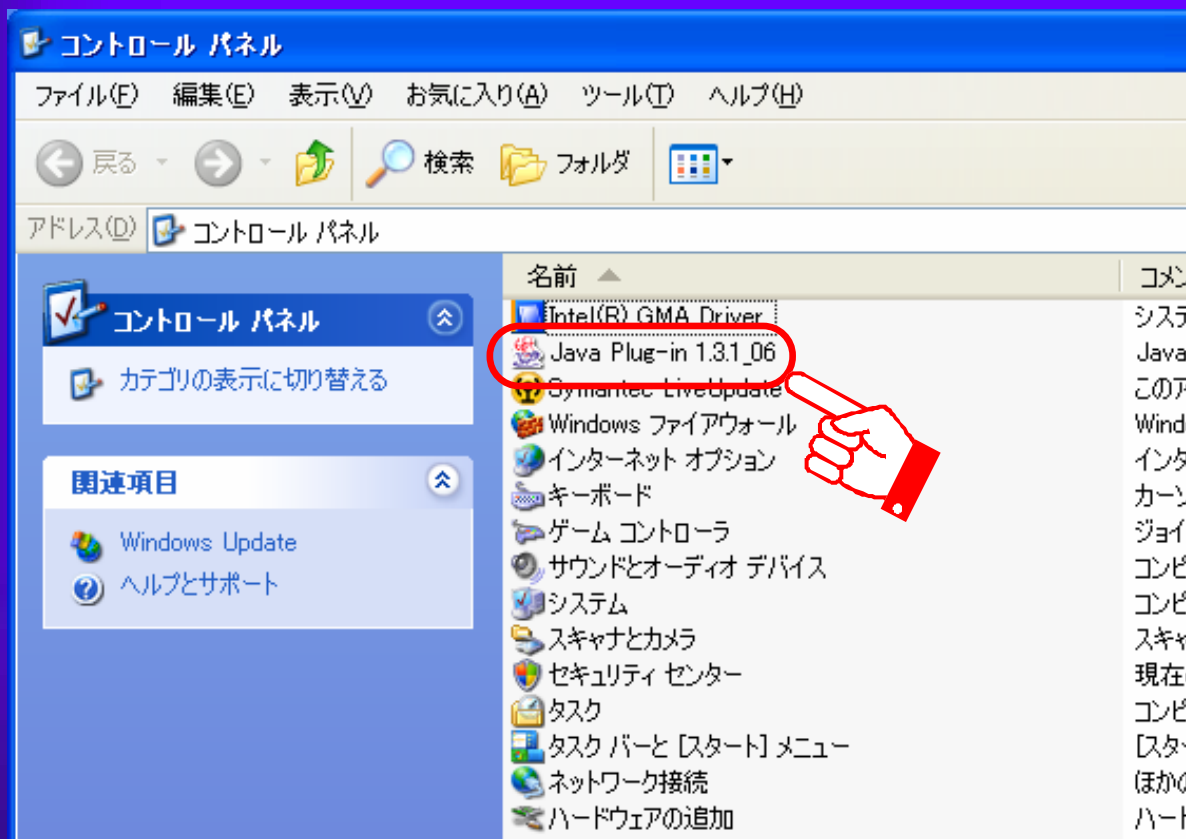 コントロール パネル
ファイル(F) 編集(E) 表示(V) お気に入り(A) ツール(T) ヘルプ(H)
戻る 検索 フォルダ
アドレス(D) コントロール パネル
コントロール パネル
カテゴリの表示に切り替える
関連項目
Windows Update
ヘルプとサポート
名前 コメン
Intel(R) GMA Driver システ
Java Plug-in 1.3.1_06 Java
Symantec LiveUpdate このア
Windows ファイアウォール Wind
インターネット オプション インタ
キーボード カーソ
ゲーム コントローラ ジョイ
サウンドとオーディオ デバイス コンピ
システム コンピ
スキャナとカメラ スキャ
セキュリティ センター 現在
タスク コンピ
タスク バーと [スタート] メニュー [スター
ネットワーク接続 ほかの
ハードウェアの追加 ハード